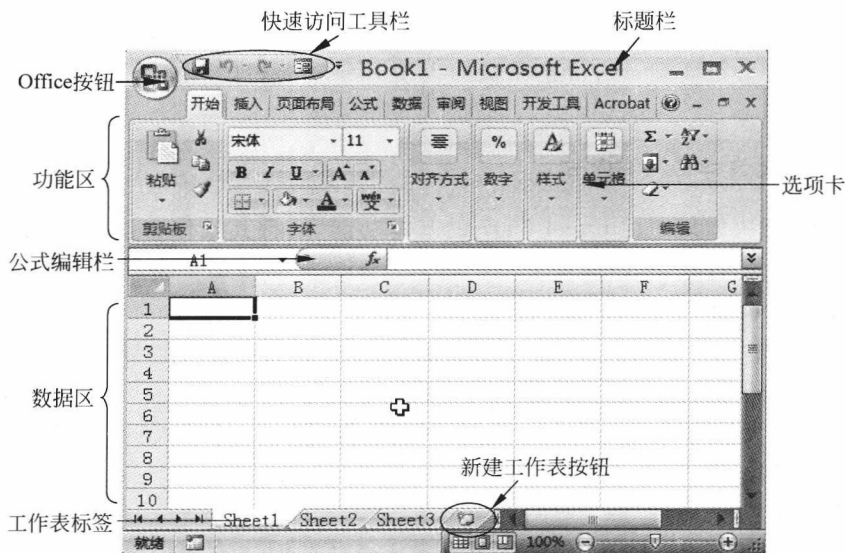 快速访问工具栏
标题栏
Book1 - Microsoft Excel
Office按钮
开始 插入 页面布局 公式 数据 审阅 视图 开发工具 Acrobat
宋体 11
Σ
功能区
粘贴
B I U A A
对齐方式 数字 样式 单元格
%
A
选项卡
A wén 文
剪贴板 字体 编辑
公式编辑栏
A1 fx
A B C D E F G
1
2
3
4
5
数据区
6
7
8
新建工作表按钮
9
10
工作表标签
Sheet1 Sheet2 Sheet3
就绪 100%